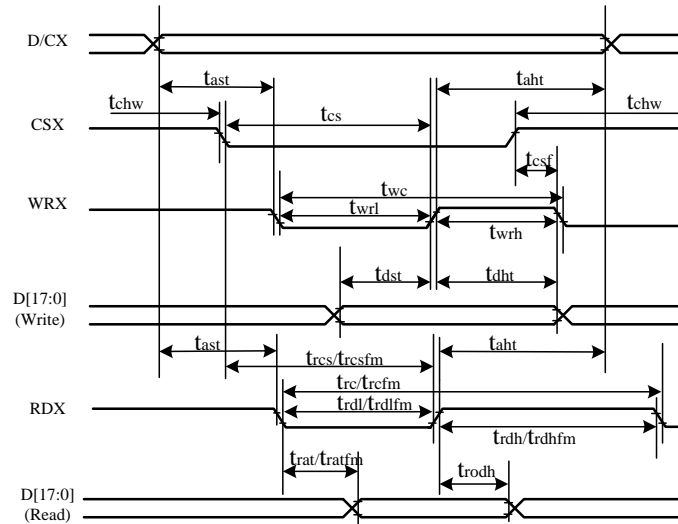 D/CX
tast
taht
tchw
tchw
tcs
CSX
tcsf
twc
WRX
twrl
twrh
tdst
tdht
D[17:0]
(Write)
tast
taht
trcs/trcsfm
trc/trcfm
RDX
trdl/trdlfm
trdh/trdhfm
trat/tratfm
trodh
D[17:0]
(Read)